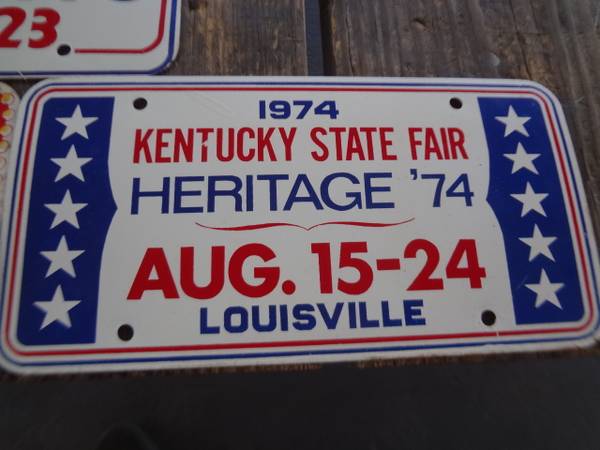 23
1974
KENTUCKY STATE FAIR
HERITAGE '74
AUG. 15-24
LOUISVILLE